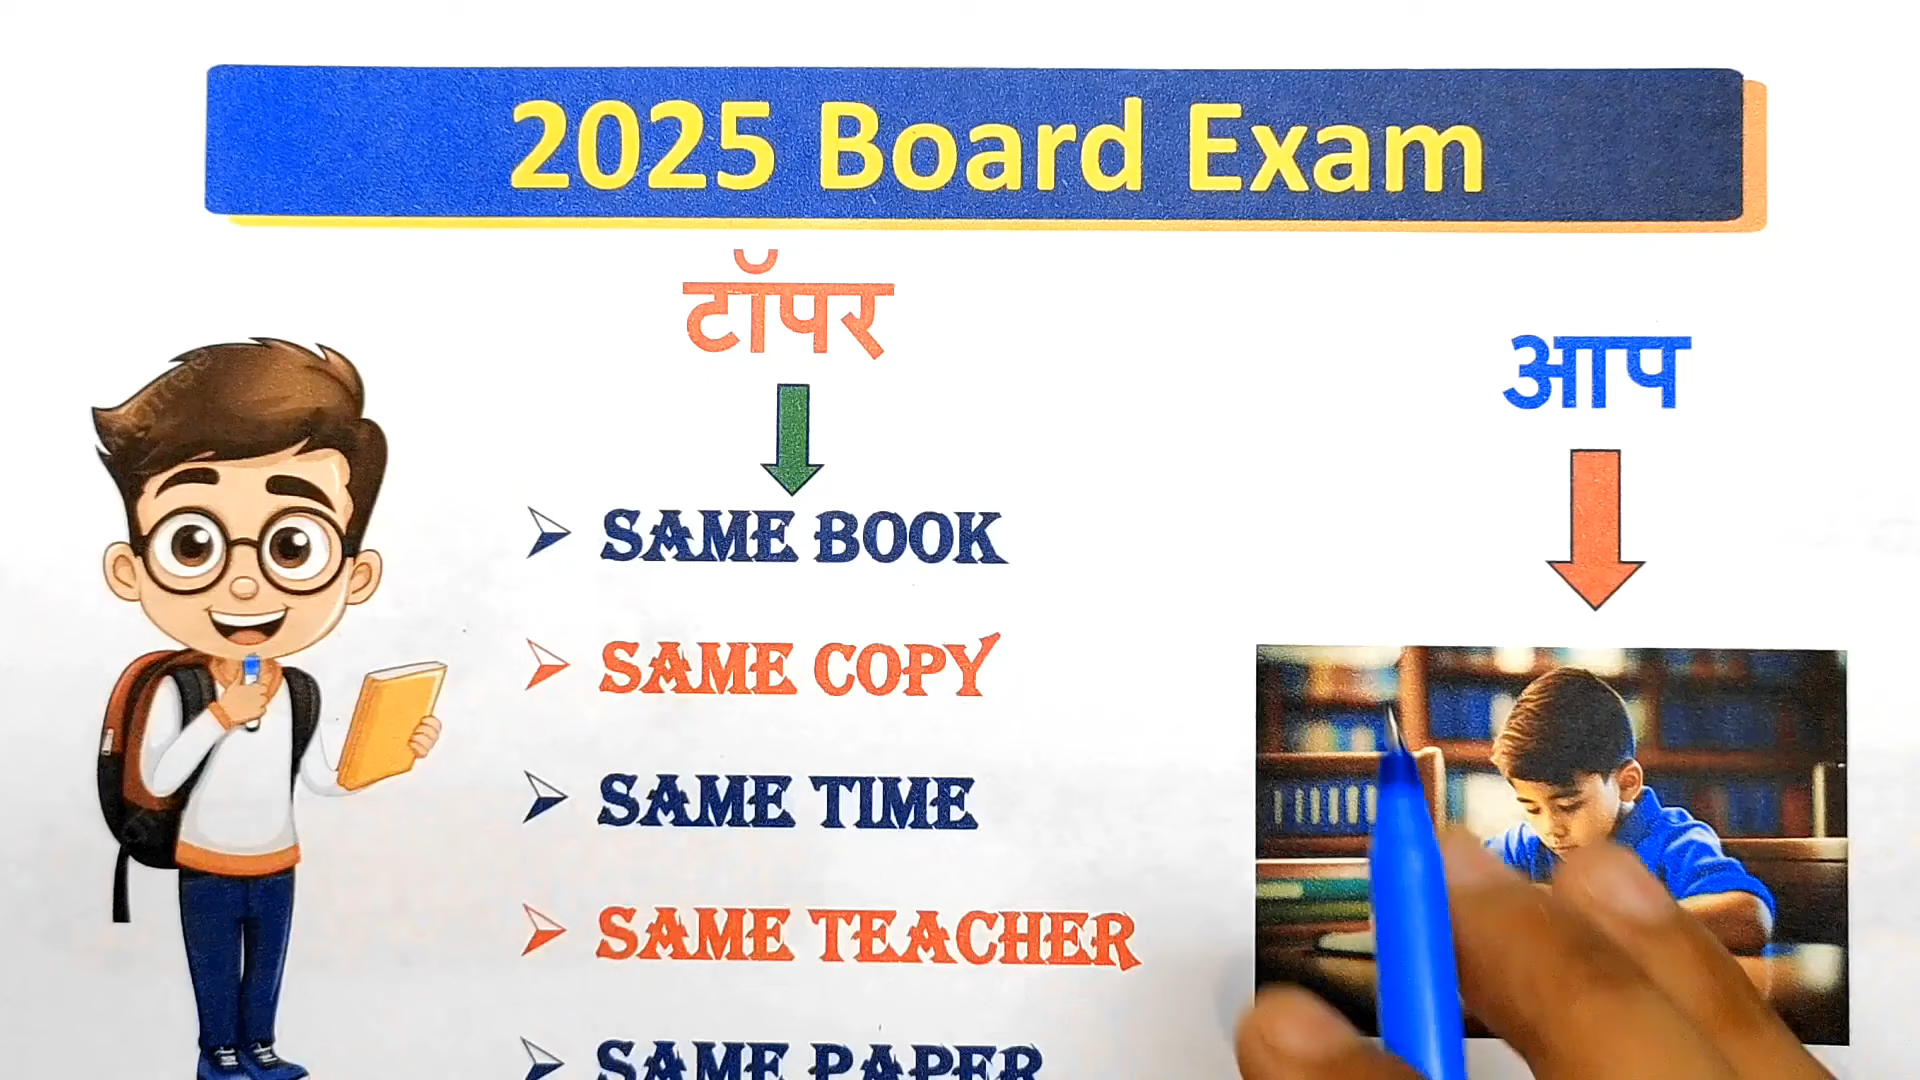 2025 Board Exam
टॉपर
आप
SAME BOOK
SAME COPY
SAME TIME
SAME TEACHER
SAME PAPER